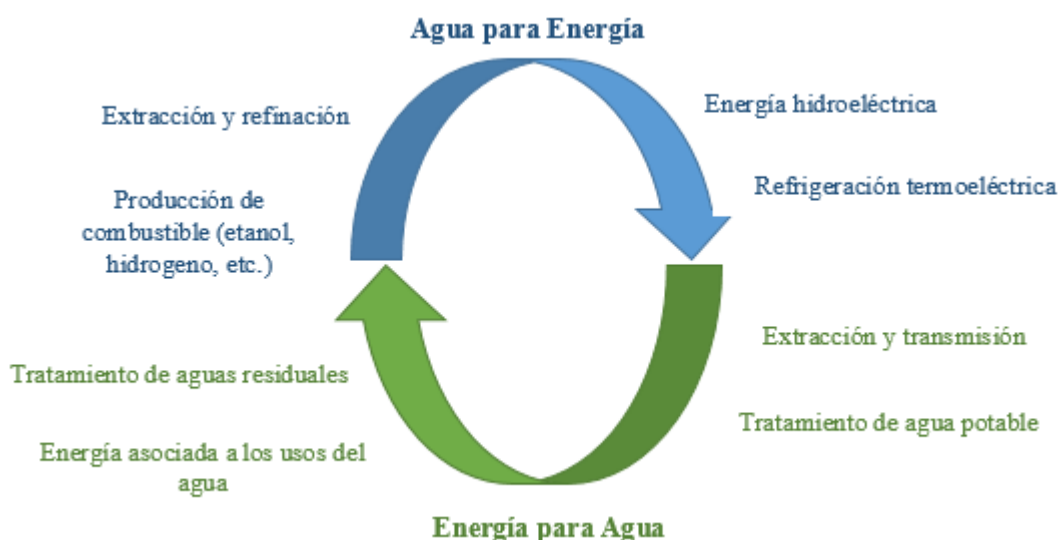 Agua para Energía
Extracción y refinación
Producción de
combustible (etanol,
hidrogeno, etc.)
Energía hidroeléctrica
Refrigeración termoeléctrica
Extracción y transmisión
Tratamiento de agua potable
Tratamiento de aguas residuales
Energía asociada a los usos del
agua
Energía para Agua